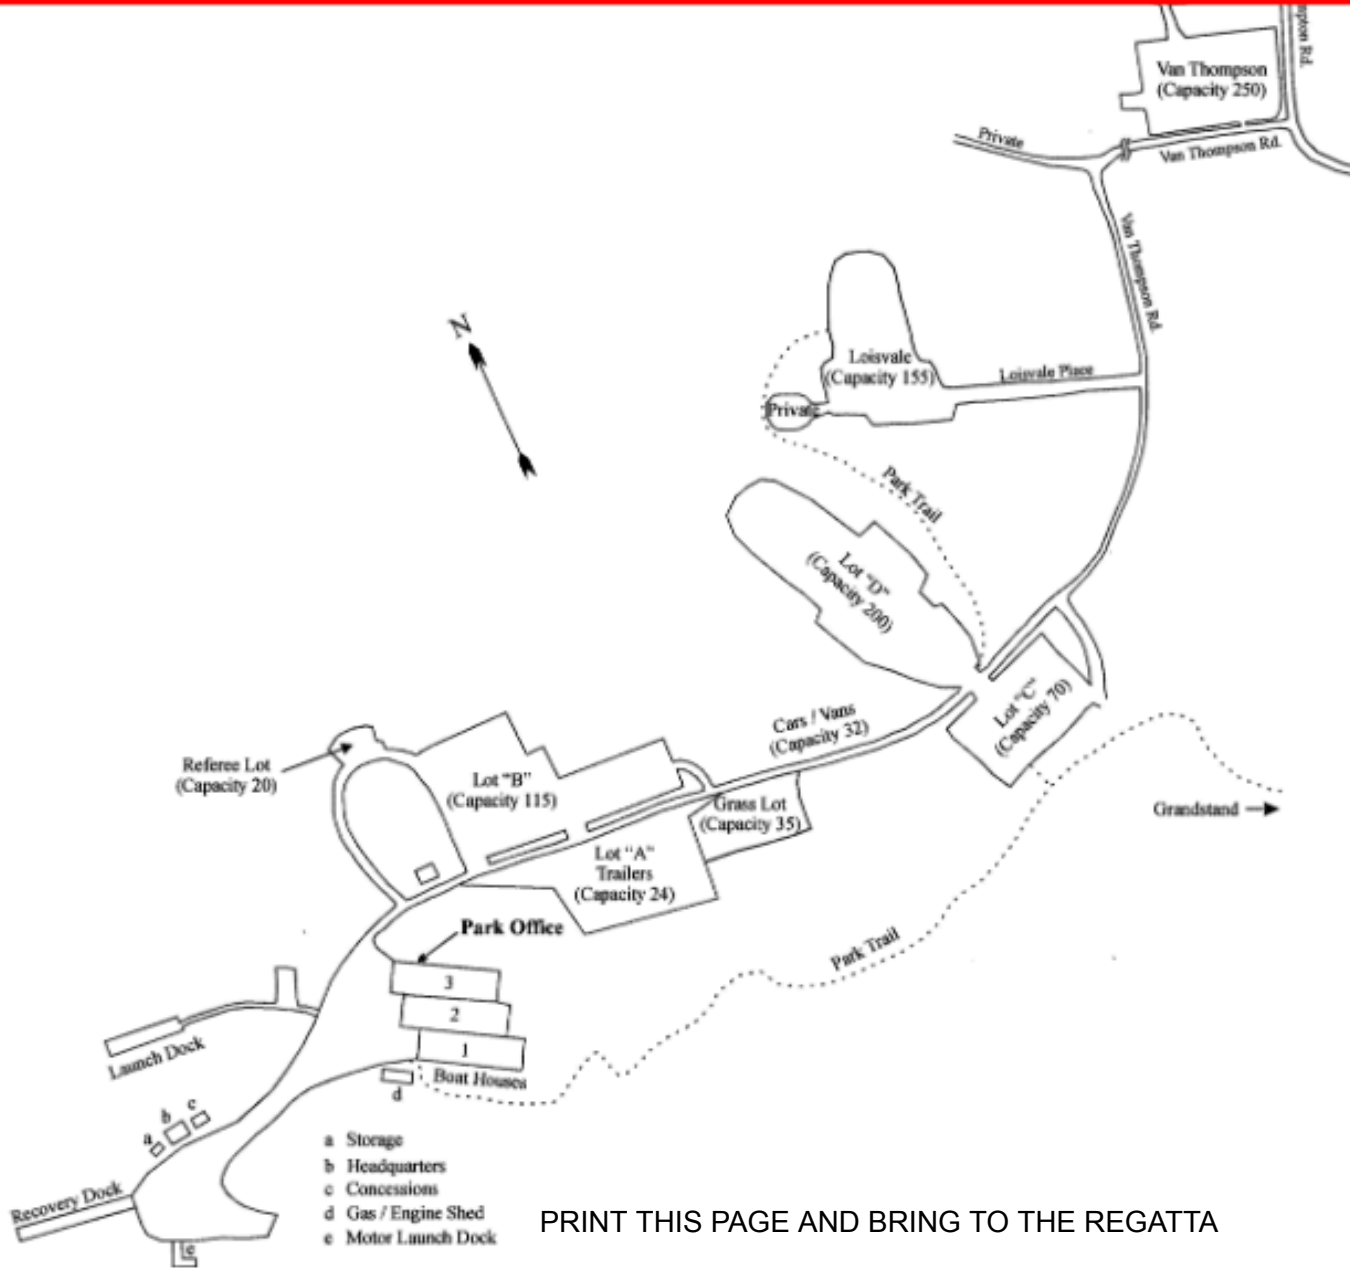 mpton Rd.
Van Thompson
(Capacity 250)
Private
Van Thompson Rd.
Van Thompson Rd.
N
Loisvale
(Capacity 155)
Loisvale Place
Private
Park Trail
Lot "D"
(Capacity 200)
Lot "C"
(Capacity 70)
Cars / Vans
(Capacity 32)
Referee Lot
(Capacity 20)
Lot "B"
(Capacity 115)
Grass Lot
(Capacity 35)
Grandstand
Lot "A"
Trailers
(Capacity 24)
Park Office
Park Trail
3
2
1
Boat Houses
Launch Dock
d
c
b
a
a Storage
b Headquarters
c Concessions
d Gas / Engine Shed
e Motor Launch Dock
Recovery Dock
e
PRINT THIS PAGE AND BRING TO THE REGATTA